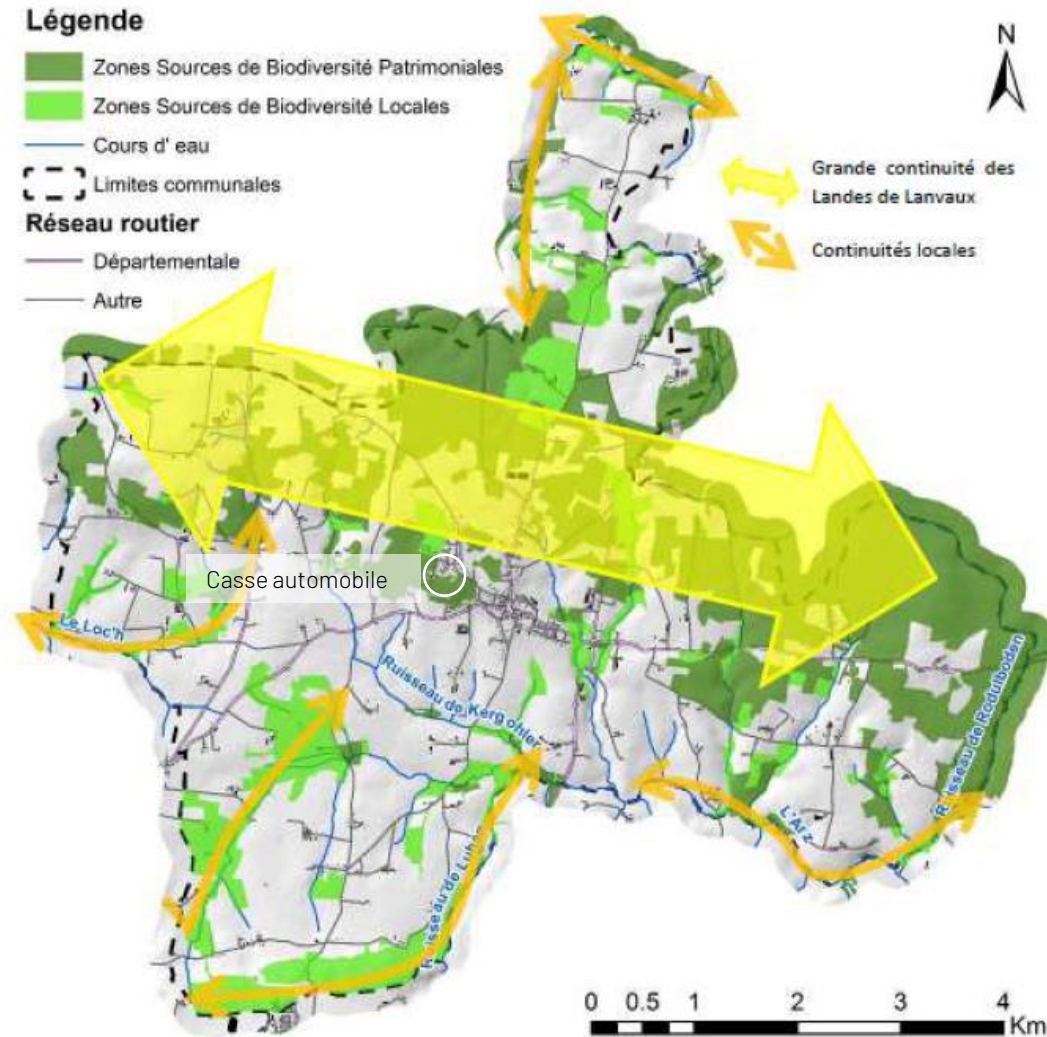 Légende
Zones Sources de Biodiversité Patrimoniales
Zones Sources de Biodiversité Locales
Cours d' eau
Limites communales
Réseau routier
Départementale
Autre
N
Grande continuité des
Landes de Lanvaux
Continuités locales
Casse automobile
Le Loc'h
Ruisseau de Kergohler
Ruisseau de
L'Arz
Ruisseau de Rodulboden
0 0.5 1 2 3 4
Km